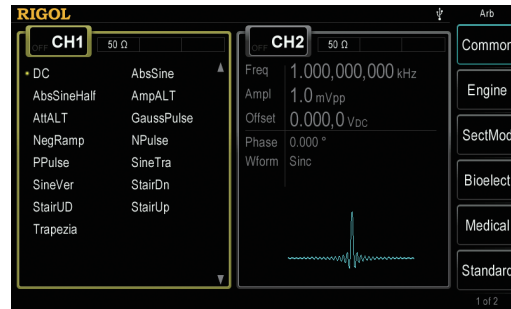 RIGOL
Arb
OFF CH1 50 Ω
OFF CH2 50 Ω
• DC AbsSine
AbsSineHalf AmpALT
AttALT GaussPulse
NegRamp NPulse
PPulse SineTra
SineVer StairDn
StairUD StairUp
Trapezia
Freq 1.000,000,000 kHz
Ampl 1.0 mVpp
Offset 0.000,0 VDC
Phase 0.000 °
Wform Sinc
Common
Engine
SectMod
Bioelect
Medical
Standard
1 of 2